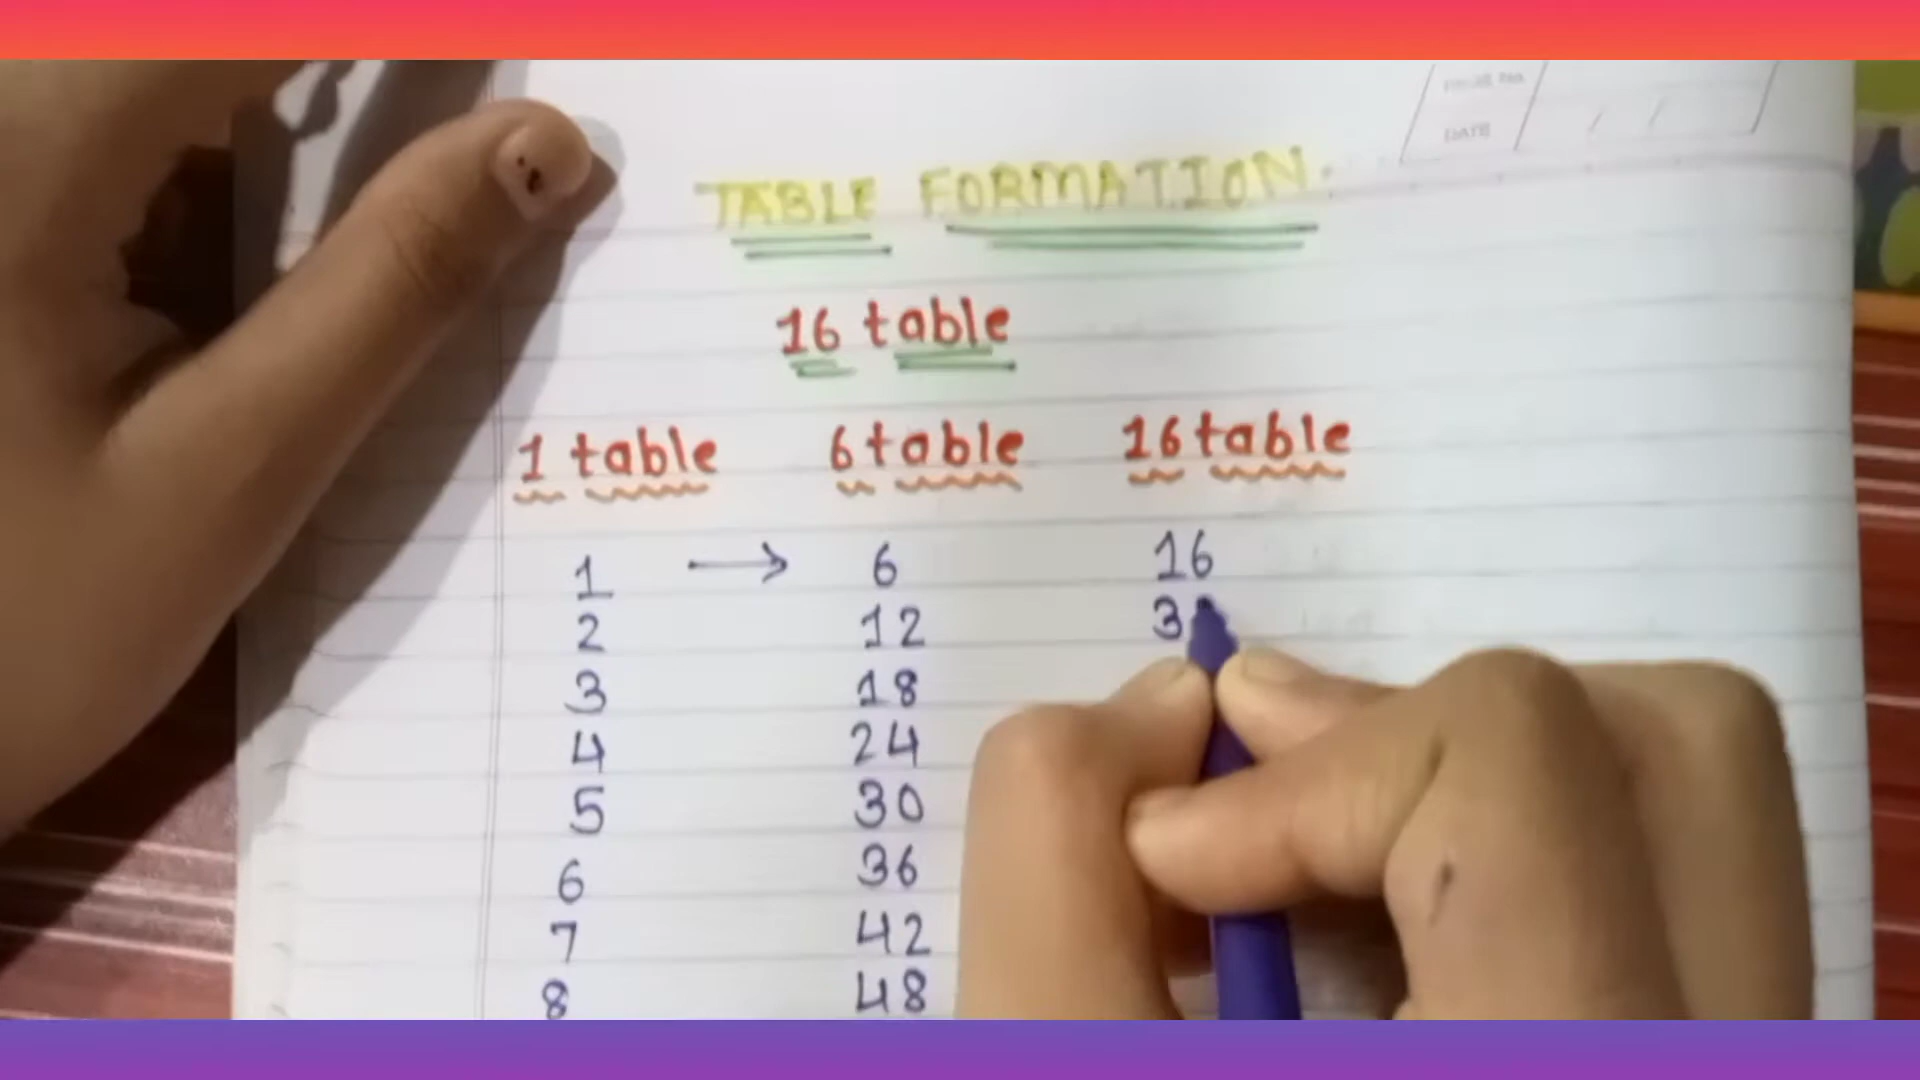 DATE
TABLE FORMATION.
16 table
1 table 6 table 16 table
1 → 6 16
2 12 3
3 18
4 24
5 30
6 36
7 42
8 48